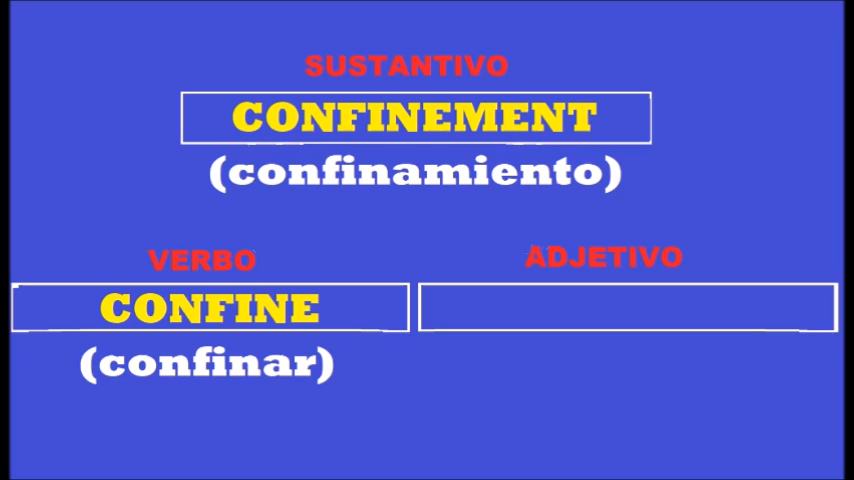 SUSTANTIVO
CONFINEMENT
(confinamiento)
VERBO
ADJETIVO
CONFINE
(confinar)